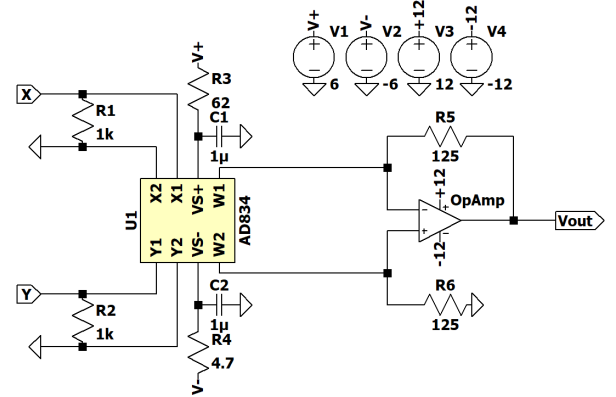 V+
V1
6
V-
V2
-6
+12
V3
12
-12
V4
-12
V+
R3
62
C1
1µ
X
R1
1k
R5
125
X2
X1
VS+
W1
U1
AD834
Y1
Y2
VS-
W2
+12
OpAmp
-12
Vout
Y
R2
1k
C2
1µ
R4
4.7
V-
R6
125